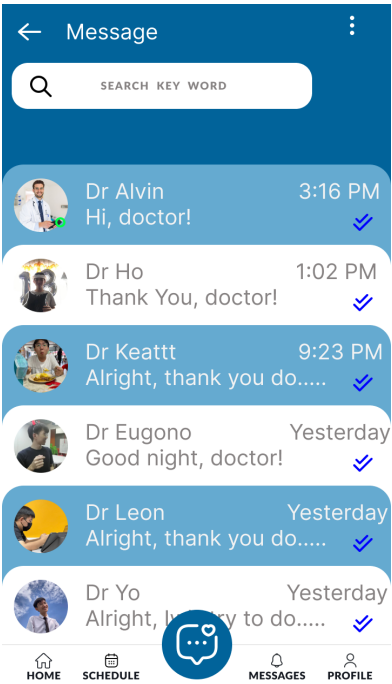 Message
SEARCH KEY WORD
Dr Alvin 3:16 PM
Hi, doctor!
Dr Ho 1:02 PM
Thank You, doctor!
Dr Keattt 9:23 PM
Alright, thank you do.....
Dr Eugono Yesterday
Good night, doctor!
Dr Leon Yesterday
Alright, thank you do.....
Dr Yo Yesterday
Alright, to do.....
HOME SCHEDULE MESSAGES PROFILE